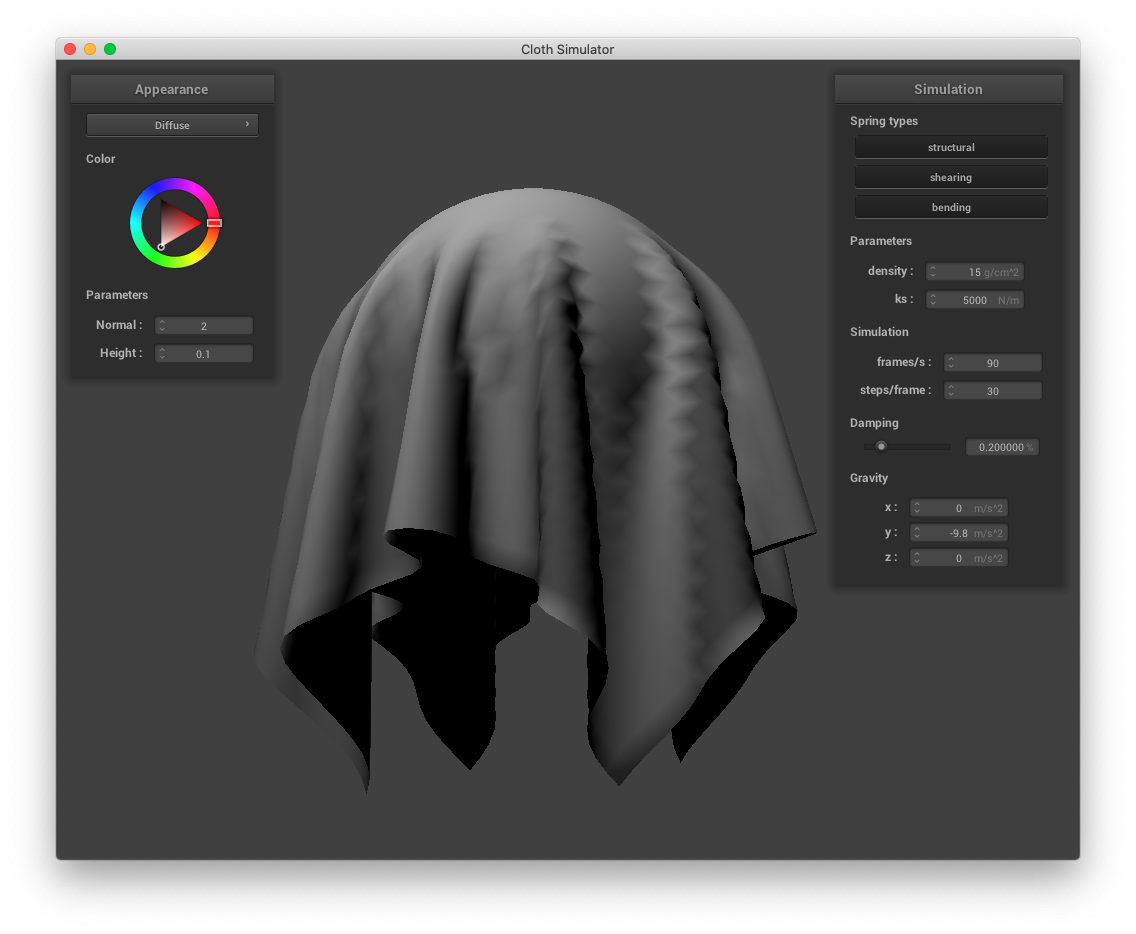 Cloth Simulator
Appearance
Diffuse ›
Color
Parameters
Normal : 2
Height : 0.1
Simulation
Spring types
structural
shearing
bending
Parameters
density : 15 g/cm^2
ks : 5000 N/m
Simulation
frames/s : 90
steps/frame : 30
Damping
0.200000 %
Gravity
x : 0 m/s^2
y : -9.8 m/s^2
z : 0 m/s^2